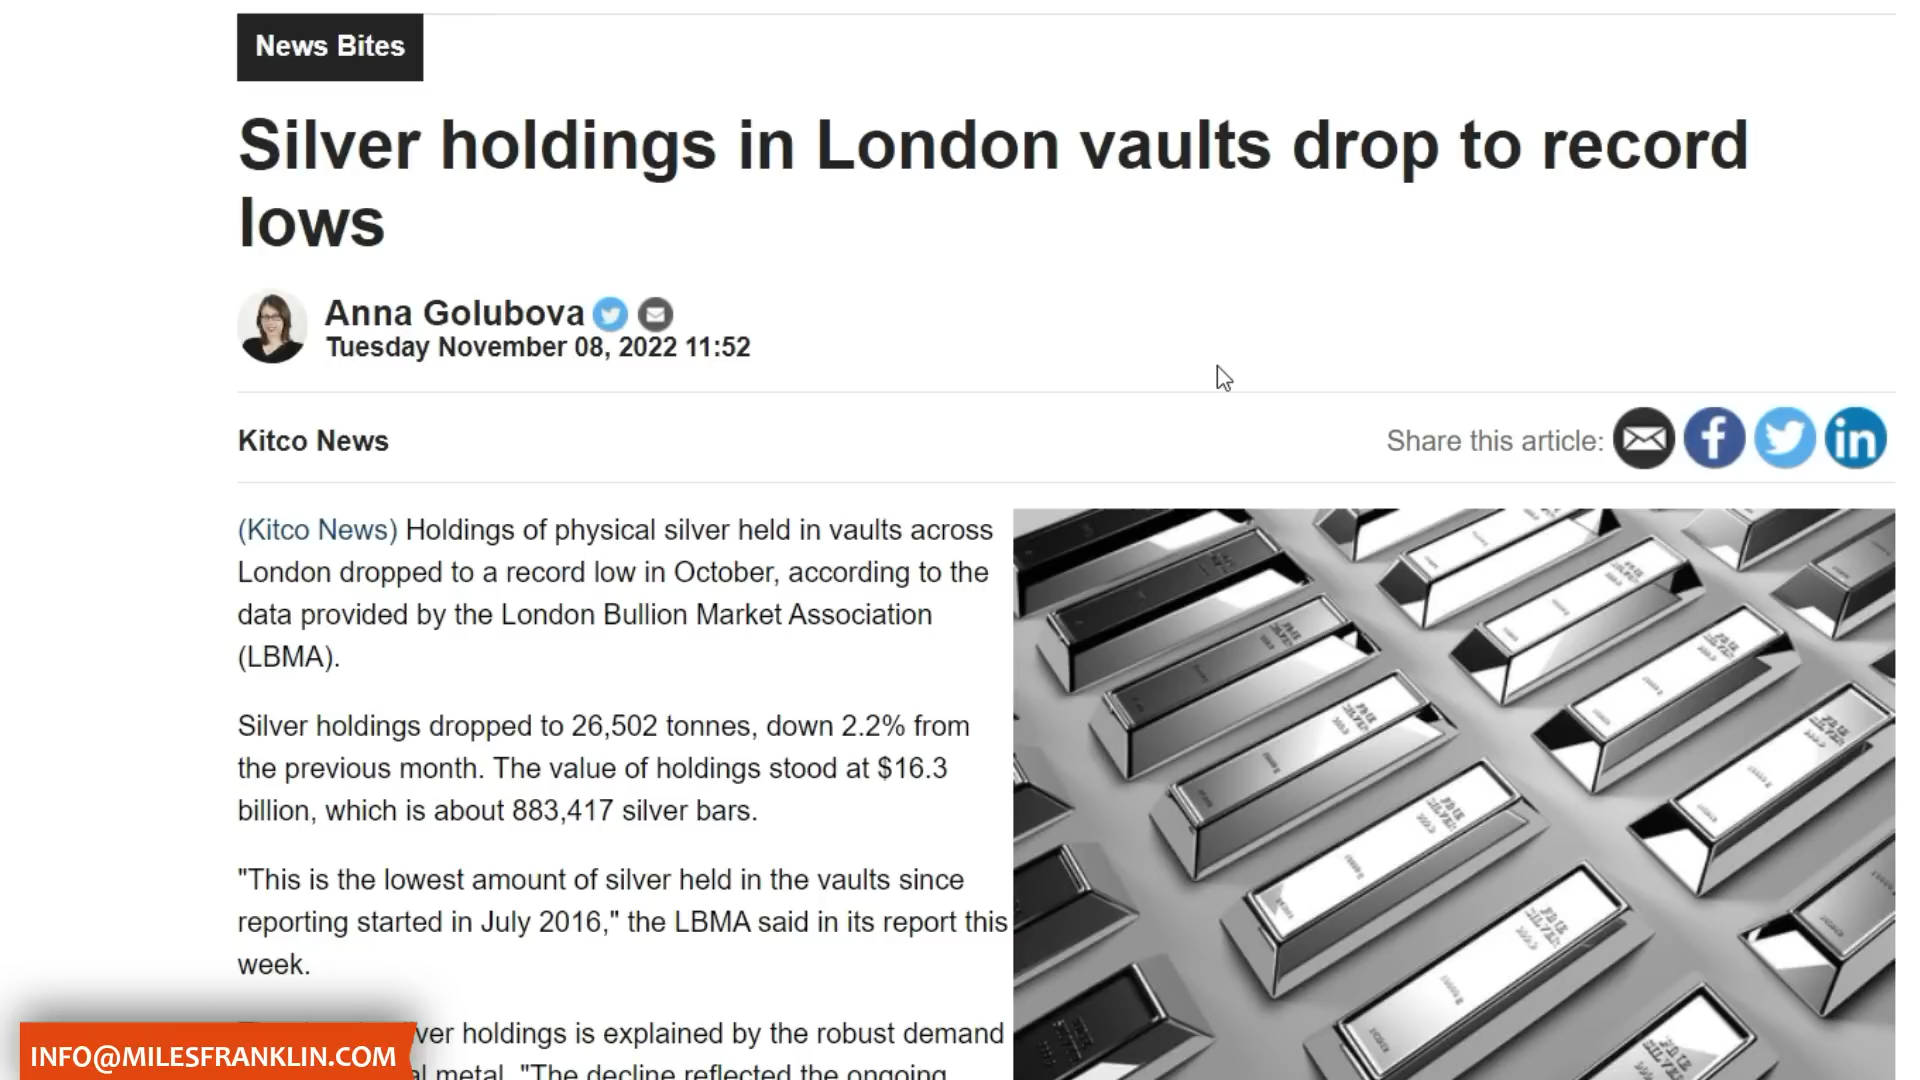 News Bites
Silver holdings in London vaults drop to record
lows
Anna Golubova
Tuesday November 08, 2022 11:52
Kitco News
Share this article:
(Kitco News) Holdings of physical silver held in vaults across
London dropped to a record low in October, according to the
data provided by the London Bullion Market Association
(LBMA).
Silver holdings dropped to 26,502 tonnes, down 2.2% from
the previous month. The value of holdings stood at $16.3
billion, which is about 883,417 silver bars.
"This is the lowest amount of silver held in the vaults since
reporting started in July 2016," the LBMA said in its report this
week.
holdings is explained by the robust demand
metal. "The decline reflected the ongoing
INFO@MILESFRANKLIN.COM